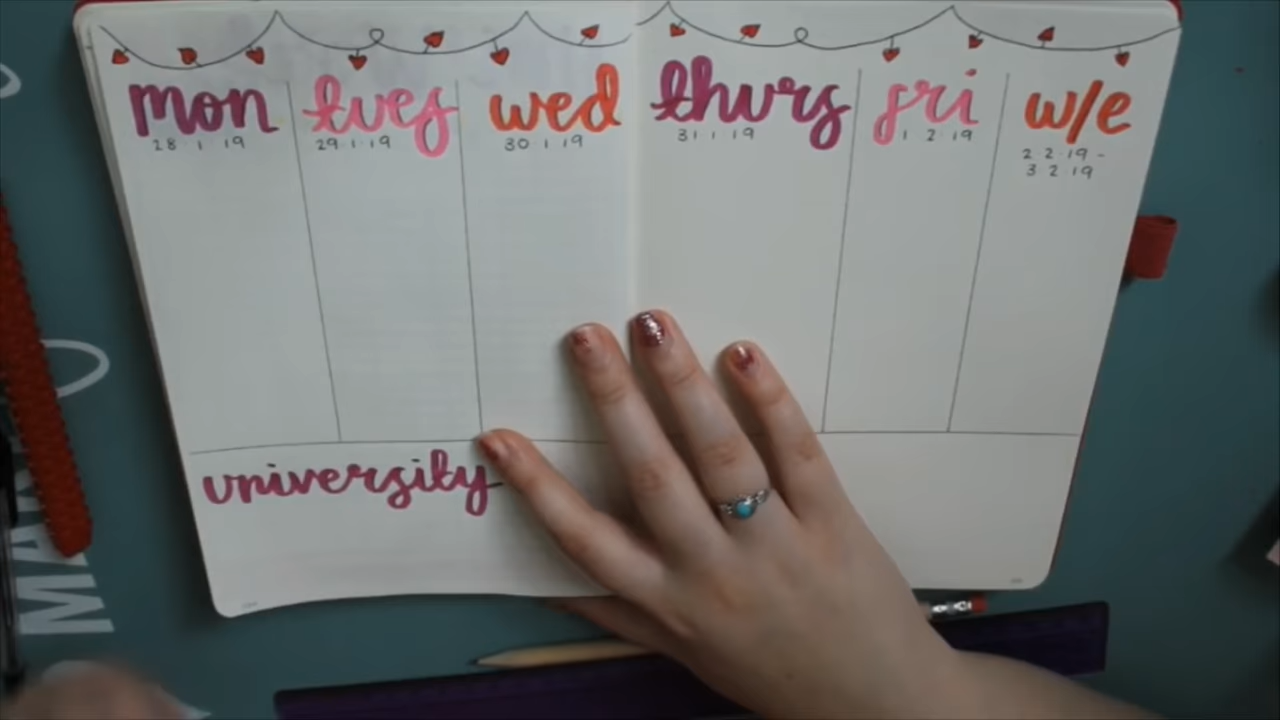 mon tues wed thurs fri w/e
28 · 1 · 19 29 · 1 · 19 30 · 1 · 19 31 · 1 · 19 1 · 2 · 19 2 · 2 · 19 -
3 · 2 · 19
university